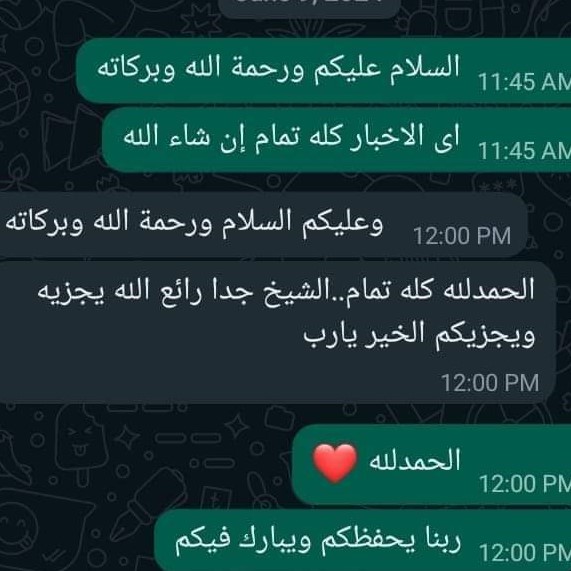 السلام عليكم ورحمة الله وبركاته
11:45 AM
اى الاخبار كله تمام إن شاء الله
11:45 AM
وعليكم السلام ورحمة الله وبركاته
12:00 PM
الحمدلله كله تمام..الشيخ جدا رائع الله يجزيه
ويجزيكم الخير يارب
12:00 PM
الحمدلله ❤️
12:00 PM
ربنا يحفظكم ويبارك فيكم
12:00 PM